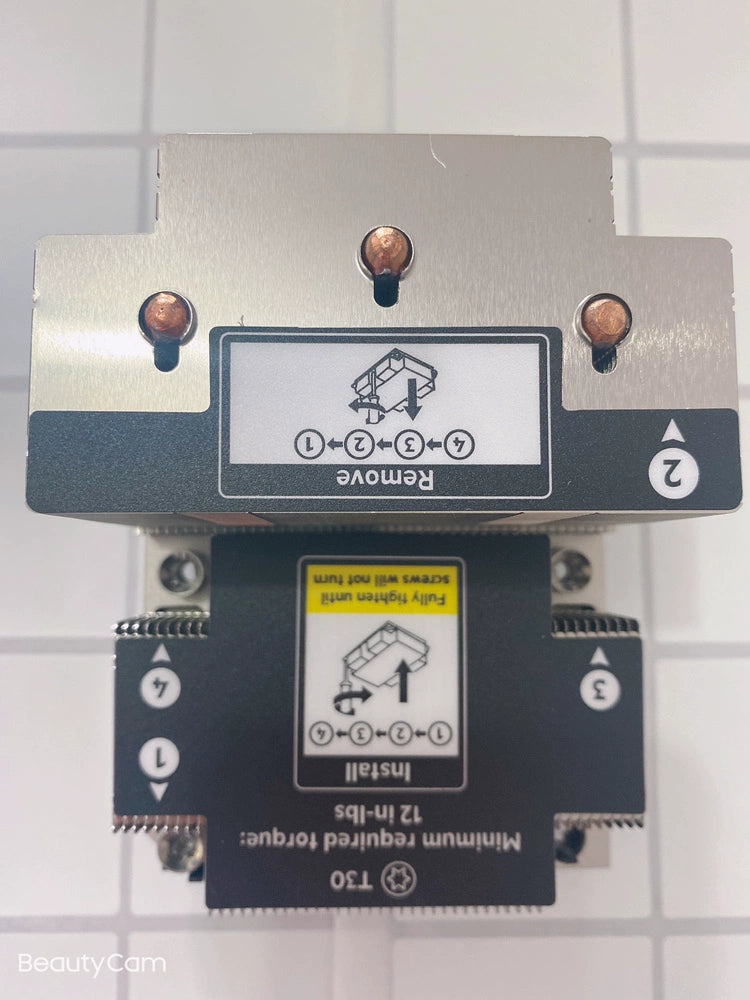 T30
Minimum required torque:
12 in-lbs
Install
1→2→3→4
Fully tighten until
screws will not turn
1
3
4
Remove
4→3→2→1
2
BeautyCam